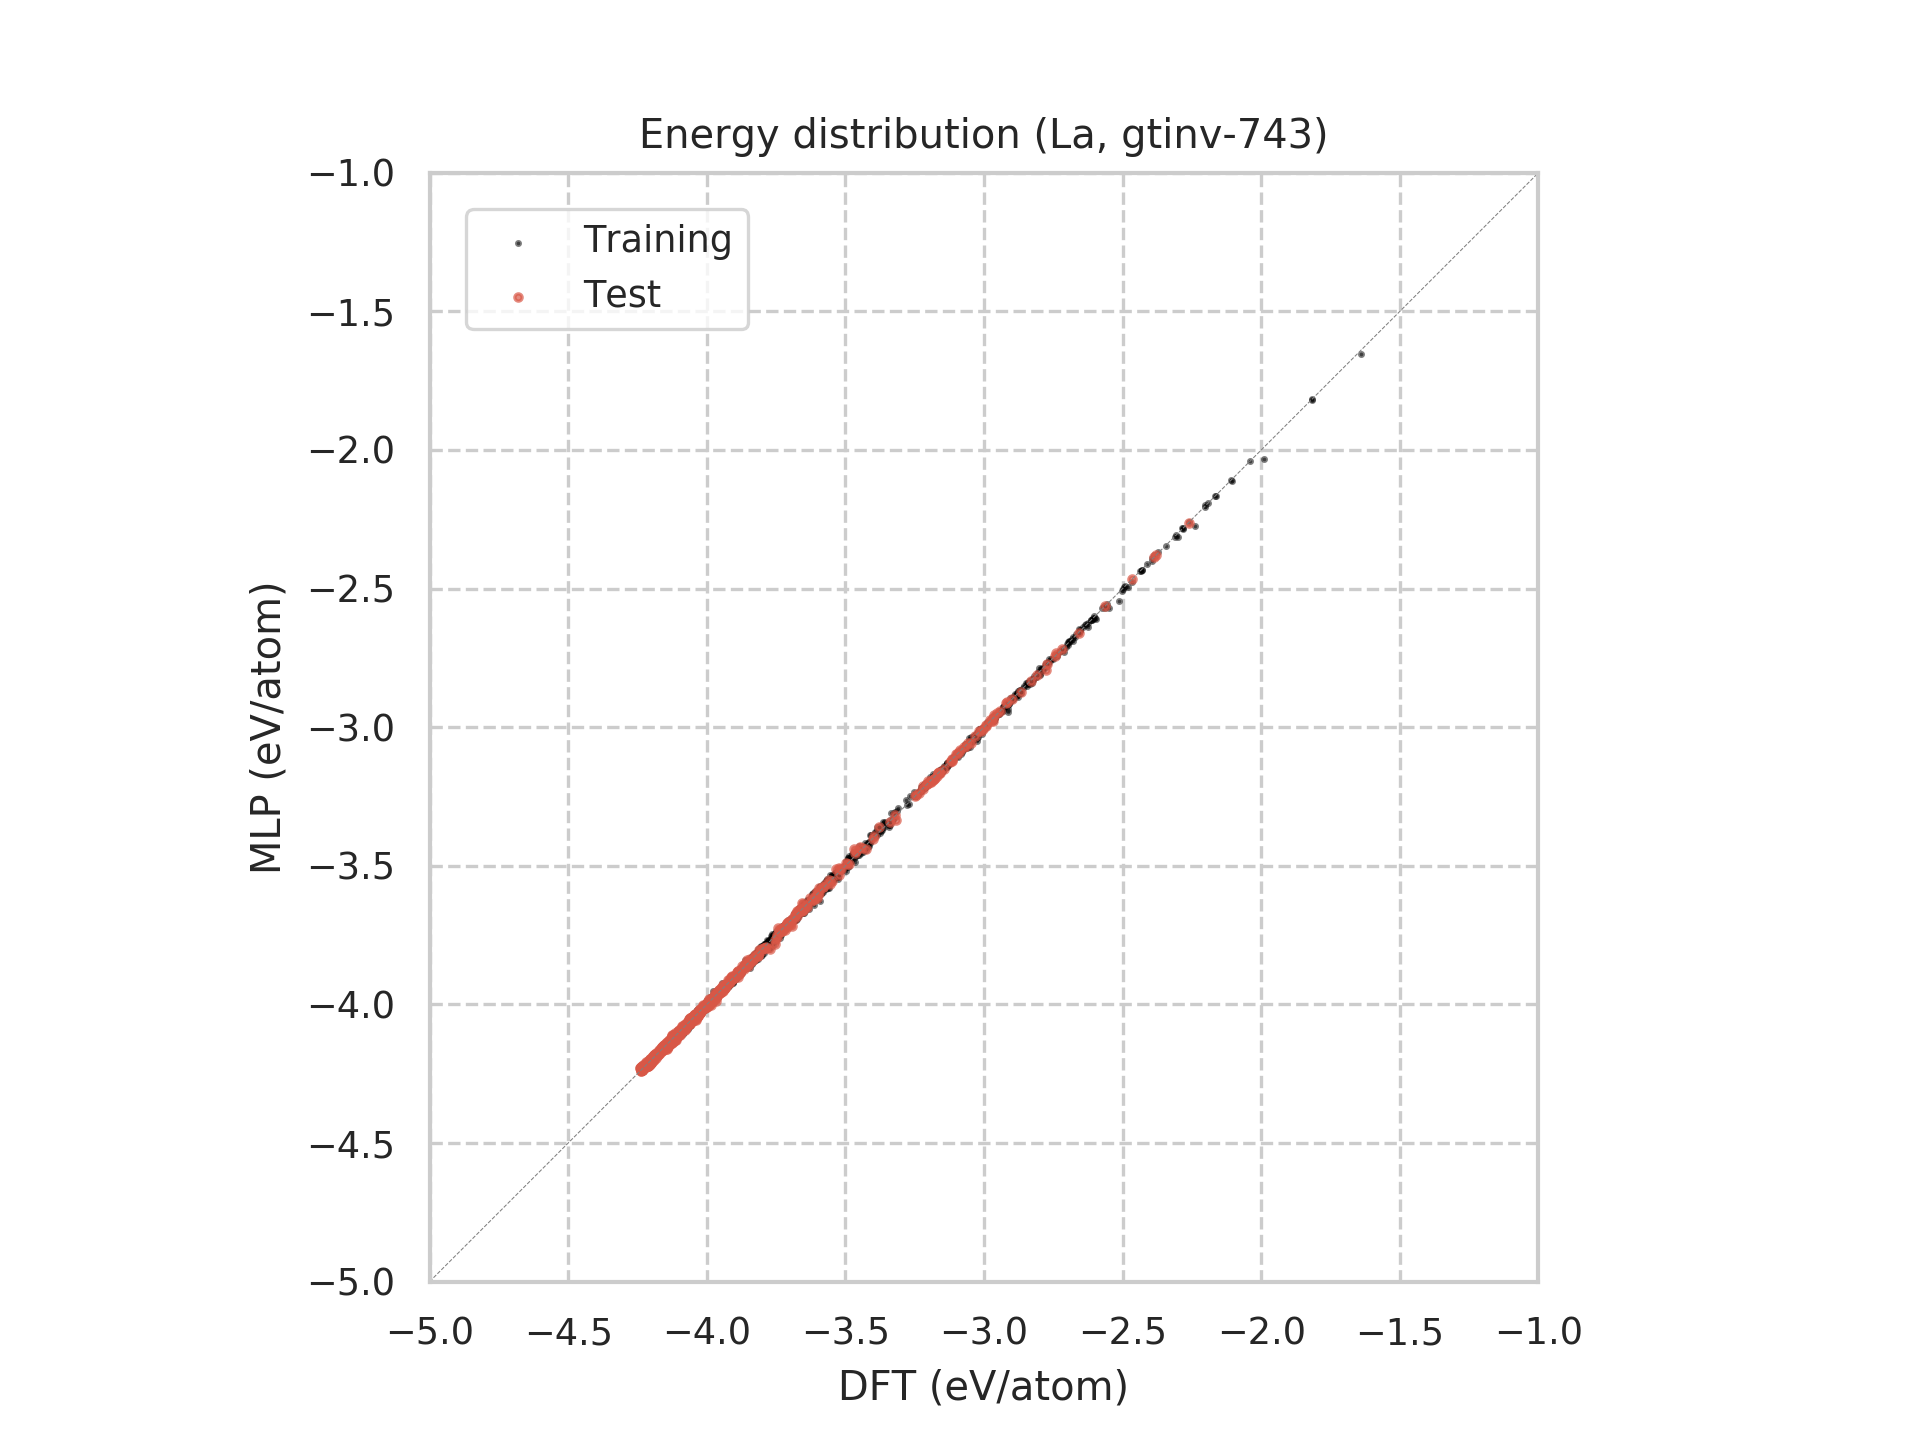 Energy distribution (La, gtinv-743)
−1.0
−1.5
−2.0
−2.5
−3.0
−3.5
−4.0
−4.5
−5.0
Training
Test
MLP (eV/atom)
−5.0 −4.5 −4.0 −3.5 −3.0 −2.5 −2.0 −1.5 −1.0
DFT (eV/atom)